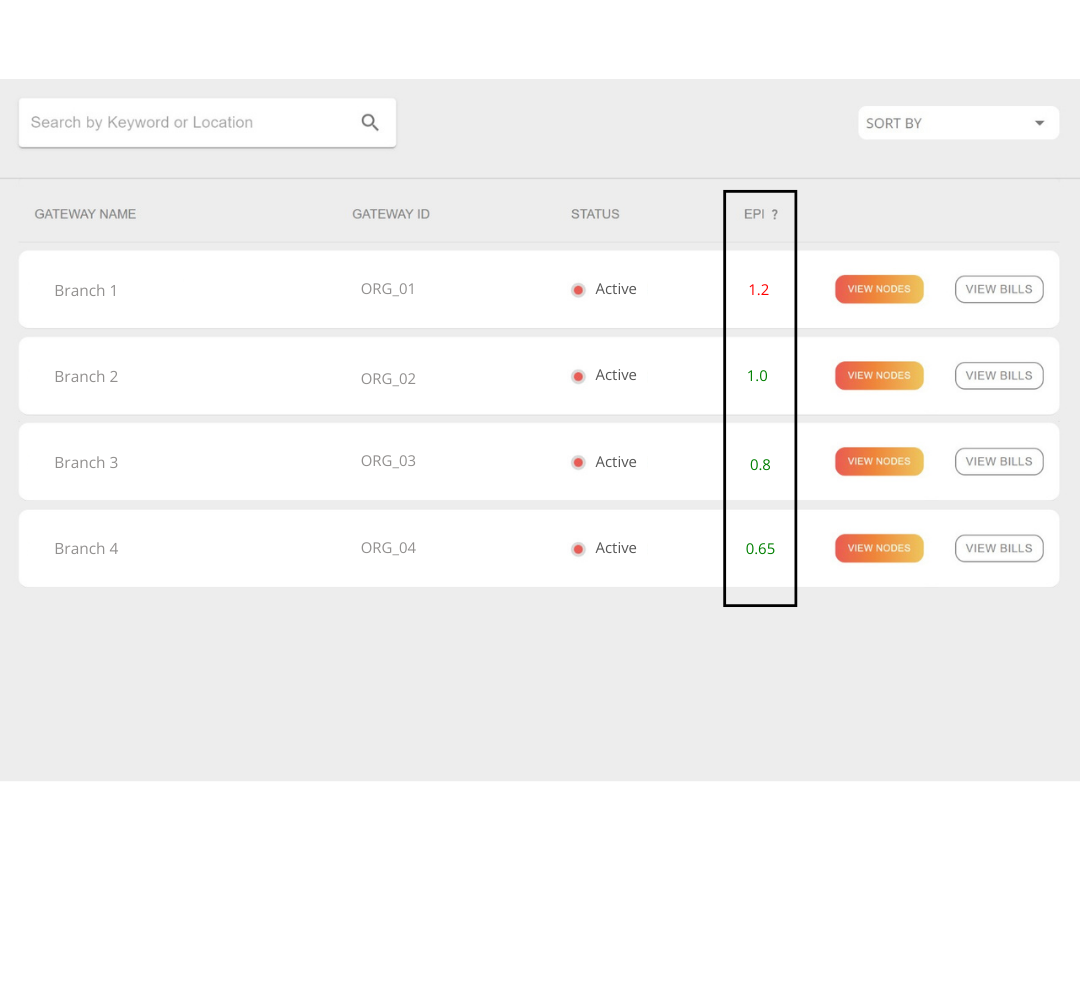 Search by Keyword or Location
SORT BY
GATEWAY NAME GATEWAY ID STATUS EPI ?
Branch 1 ORG_01 Active 1.2 VIEW NODES VIEW BILLS
Branch 2 ORG_02 Active 1.0 VIEW NODES VIEW BILLS
Branch 3 ORG_03 Active 0.8 VIEW NODES VIEW BILLS
Branch 4 ORG_04 Active 0.65 VIEW NODES VIEW BILLS